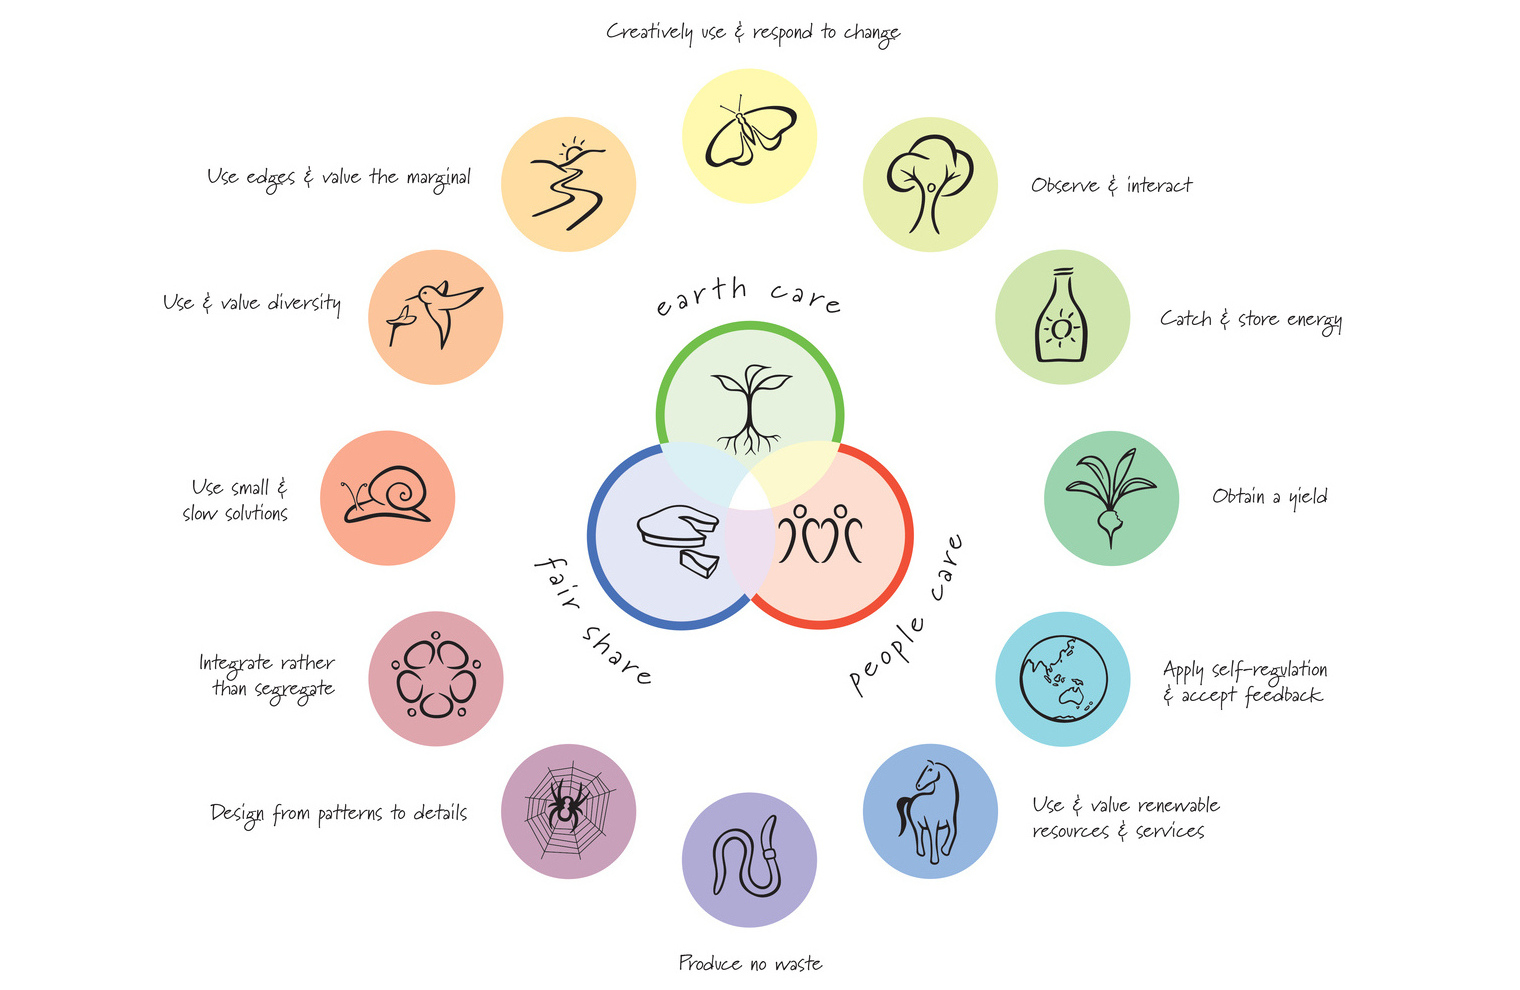 Creatively use & respond to change
Observe & interact
Catch & store energy
Obtain a yield
Apply self-regulation
& accept feedback
Use & value renewable
resources & services
Produce no waste
Design from patterns to details
Integrate rather
than segregate
Use small &
slow solutions
Use & value diversity
Use edges & value the marginal
earth care
people care
fair share